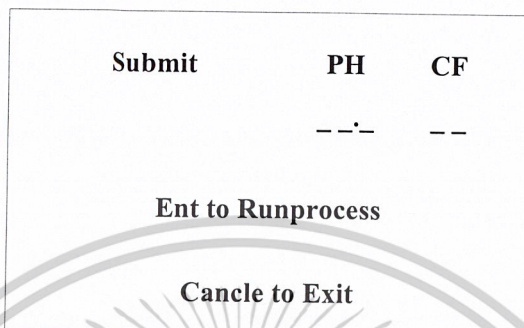 Submit PH CF
_ _._ _ _
Ent to Runprocess
Cancle to Exit